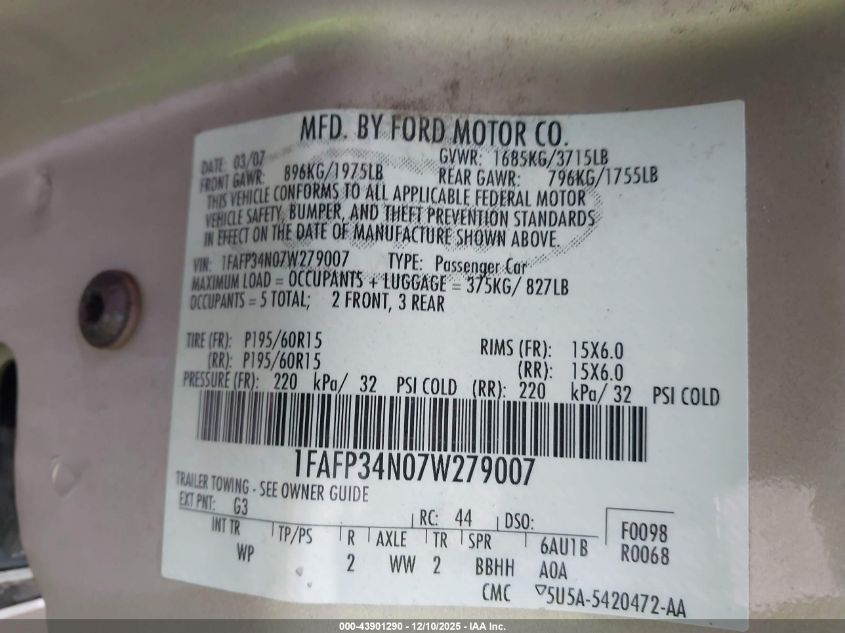 MFD. BY FORD MOTOR CO.
DATE: 03/07 GVWR: 1685KG/3715LB
FRONT GAWR: 896KG/1975LB REAR GAWR: 796KG/1755LB
THIS VEHICLE CONFORMS TO ALL APPLICABLE FEDERAL MOTOR
VEHICLE SAFETY, BUMPER, AND THEFT PREVENTION STANDARDS
IN EFFECT ON THE DATE OF MANUFACTURE SHOWN ABOVE.
VIN: 1FAFP34N07W279007 TYPE: Passenger Car
MAXIMUM LOAD = OCCUPANTS + LUGGAGE = 375KG/ 827LB
OCCUPANTS = 5 TOTAL; 2 FRONT, 3 REAR
TIRE (FR): P195/60R15 RIMS (FR): 15X6.0
(RR): P195/60R15 (RR): 15X6.0
PRESSURE (FR): 220 kPa/ 32 PSI COLD (RR): 220 kPa/ 32 PSI COLD
1FAFP34N07W279007
TRAILER TOWING - SEE OWNER GUIDE
EXT PNT: G3 RC: 44 DSO: F0098
INT TR TP/PS R AXLE TR SPR 6AU1B R0068
WP 2 WW 2 BBHH A0A
CMC ▽5U5A-5420472-AA
000-43901290 - 12/10/2025 - IAA Inc.